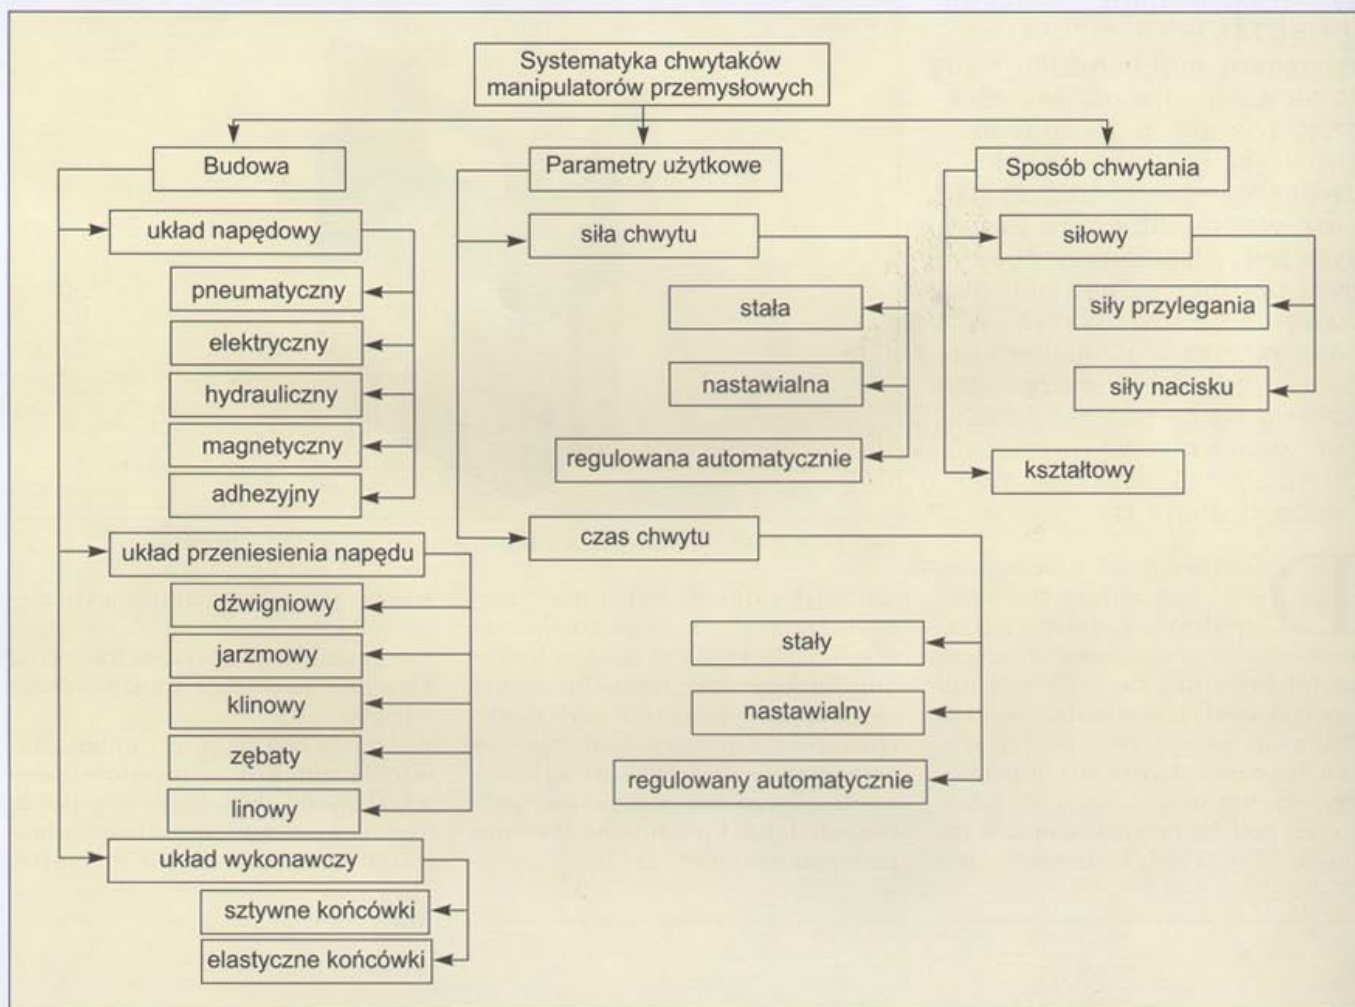 Systematyka chwytaków
manipulatorów przemysłowych
Budowa
układ napędowy
pneumatyczny
elektryczny
hydrauliczny
magnetyczny
adhezyjny
układ przeniesienia napędu
dźwigniowy
jarzmowy
klinowy
zębaty
linowy
układ wykonawczy
sztywne końcówki
elastyczne końcówki
Parametry użytkowe
siła chwytu
stała
nastawialna
regulowana automatycznie
czas chwytu
stały
nastawialny
regulowany automatycznie
Sposób chwytania
siłowy
siły przylegania
siły nacisku
kształtowy